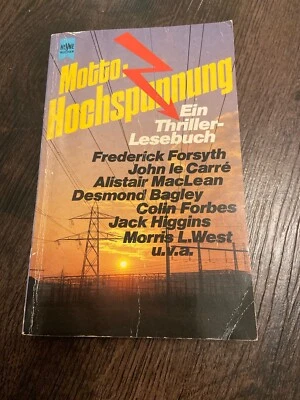 HEYNE
Motto:
Hochspannung
Ein
Thriller-
Lesebuch
Frederick Forsyth
John le Carré
Alistair MacLean
Desmond Bagley
Colin Forbes
Jack Higgins
Morris L. West
u.v.a.